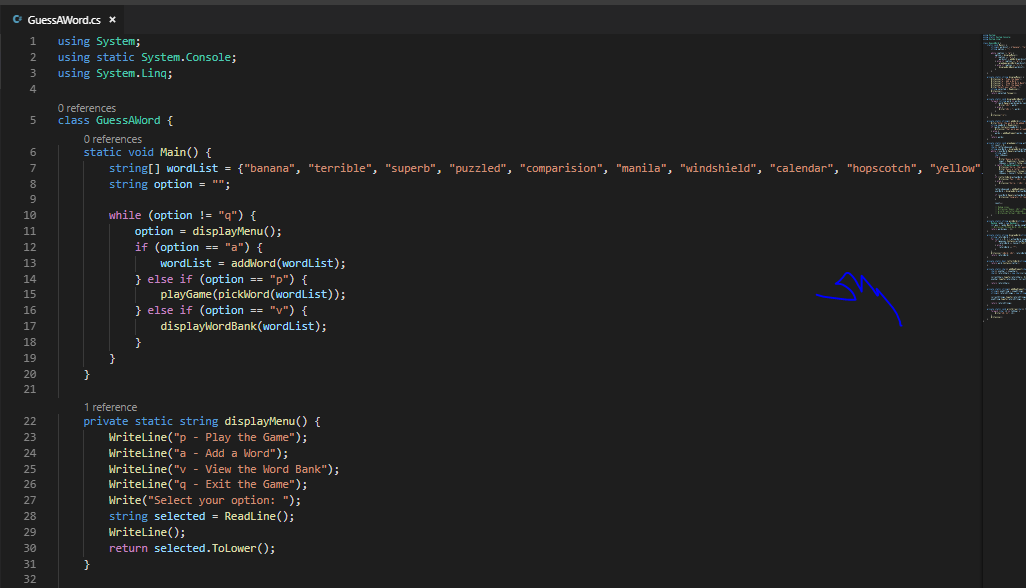 GuessAWord.cs ×
1 using System;
2 using static System.Console;
3 using System.Linq;
4
0 references
5 class GuessAWord {
0 references
6 static void Main() {
7 string[] wordList = {"banana", "terrible", "superb", "puzzled", "comparision", "manila", "windshield", "calendar", "hopscotch", "yellow"
8 string option = "";
9
10 while (option != "q") {
11 option = displayMenu();
12 if (option == "a") {
13 wordList = addWord(wordList);
14 } else if (option == "p") {
15 playGame(pickWord(wordList));
16 } else if (option == "v") {
17 displayWordBank(wordList);
18 }
19 }
20 }
21
1 reference
22 private static string displayMenu() {
23 WriteLine("p - Play the Game");
24 WriteLine("a - Add a Word");
25 WriteLine("v - View the Word Bank");
26 WriteLine("q - Exit the Game");
27 Write("Select your option: ");
28 string selected = ReadLine();
29 WriteLine();
30 return selected.ToLower();
31 }
32